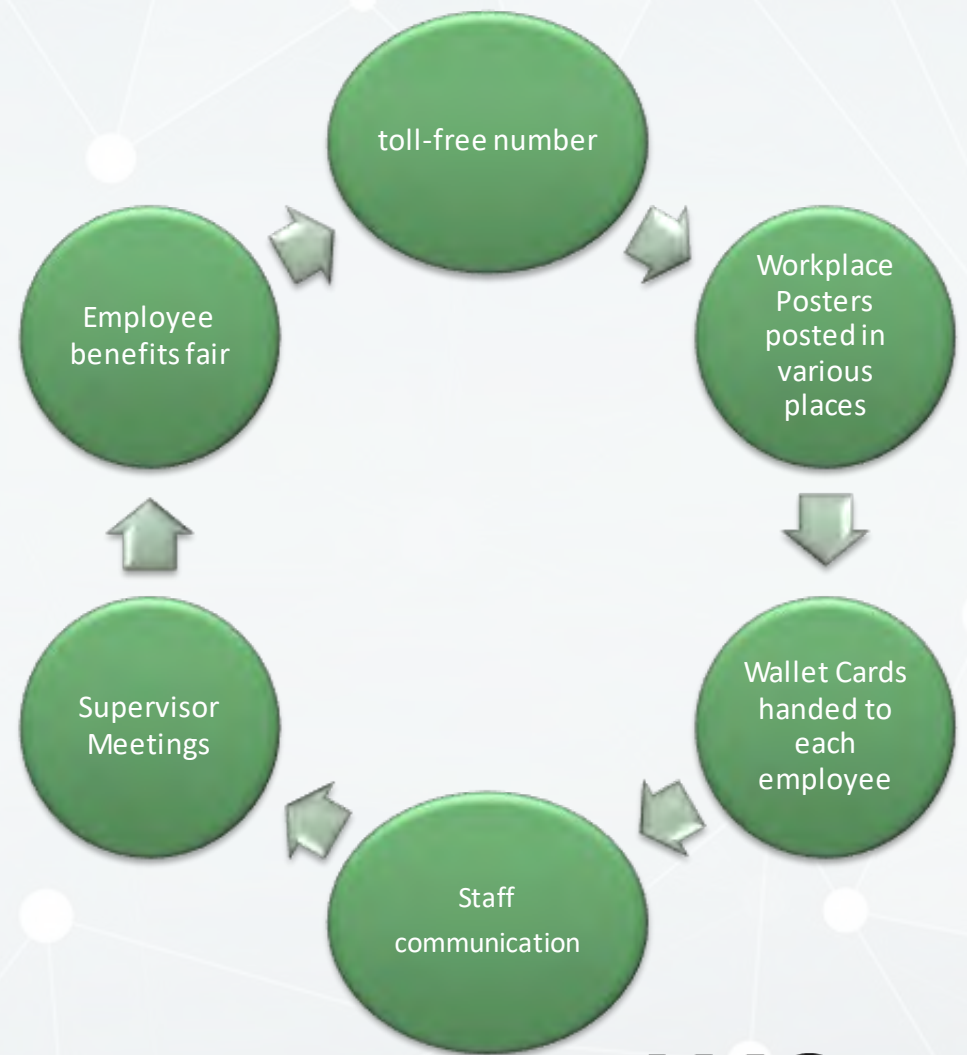 toll-free number
Workplace
Posters
posted in
various
places
Wallet Cards
handed to
each
employee
Staff
communication
Supervisor
Meetings
Employee
benefits fair